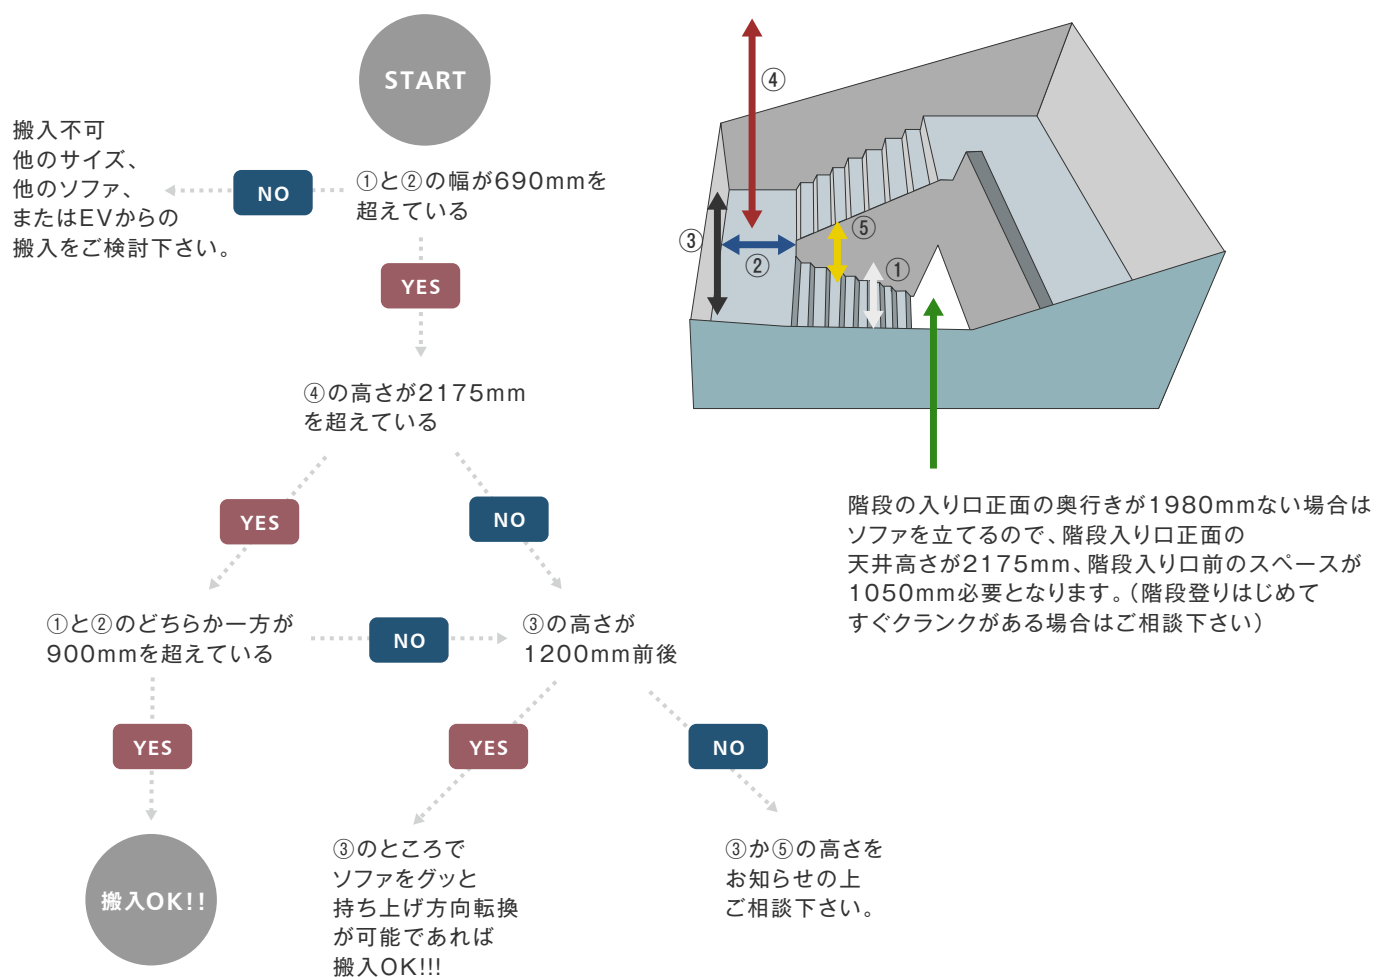 START
①と②の幅が690mmを
超えている
NO
搬入不可
他のサイズ、
他のソファ、
またはEVからの
搬入をご検討下さい。
YES
④の高さが2175mm
を超えている
YES
NO
①と②のどちらか一方が
900mmを超えている
NO
③の高さが
1200mm前後
YES
YES
NO
搬入OK!!
③のところで
ソファをグッと
持ち上げ方向転換
が可能であれば
搬入OK!!!
③か⑤の高さを
お知らせの上
ご相談下さい。
④
③
②
⑤
①
階段の入り口正面の奥行きが1980mmない場合は
ソファを立てるので、階段入り口正面の
天井高さが2175mm、階段入り口前のスペースが
1050mm必要となります。（階段登りはじめて
すぐクランクがある場合はご相談下さい）